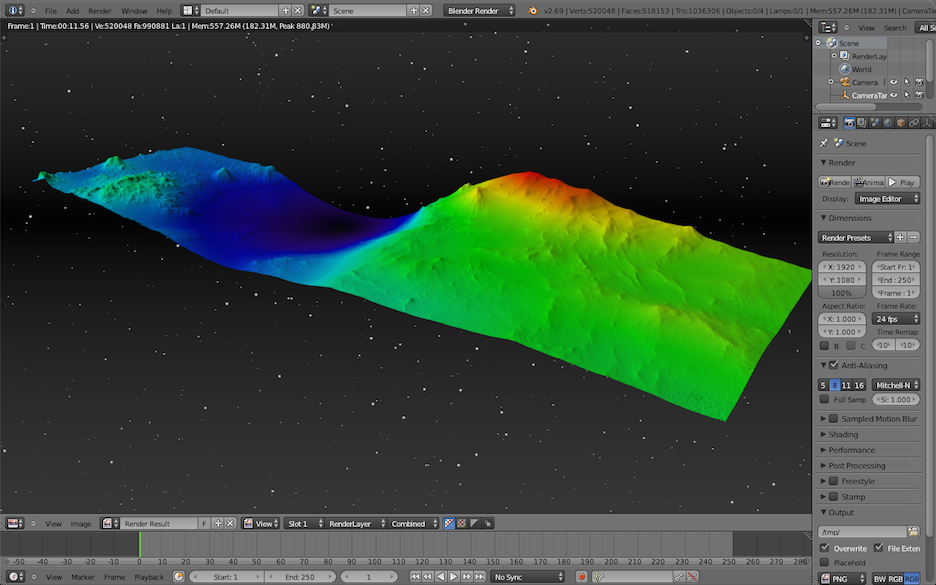 File Add Render Window Help Default Scene Blender Render v2.69 | Verts:520048 | Faces:518153 | Tris:1036306 | Objects:0/4 | Lamps:0/1 | Mem:557.26M (182.31M) | CameraTar
Frame:1 | Time:00:11.56 | Ve:520048 Fa:990881 La:1 | Mem:557.26M (182.31M, Peak 880.83M)
View Search All S
Scene
RenderLay
World
Camera
CameraTar
Scene
Render
Rende Anima Play
Display: Image Editor
Dimensions
Render Presets
Resolution: Frame Range
X: 1920 Start Fr: 1
Y: 1080 End : 250
100% Frame : 1
Aspect Ratio: Frame Rate:
X: 1.000 24 fps
Y: 1.000 Time Remap
B C 10 10
Anti-Aliasing
5 8 11 16 Mitchell-N
Full Samp Si: 1.000
Sampled Motion Blur
Shading
Performance
Post Processing
Freestyle
Stamp
Output
/tmp/
Overwrite File Exten
Placehold
PNG BW RGB RGB
View Image Render Result F View Slot 1 RenderLayer Combined
-50 -40 -30 -20 -10 0 10 20 30 40 50 60 70 80 90 100 110 120 130 140 150 160 170 180 190 200 210 220 230 240 250 260 270 280
View Marker Frame Playback Start: 1 End: 250 1 No Sync